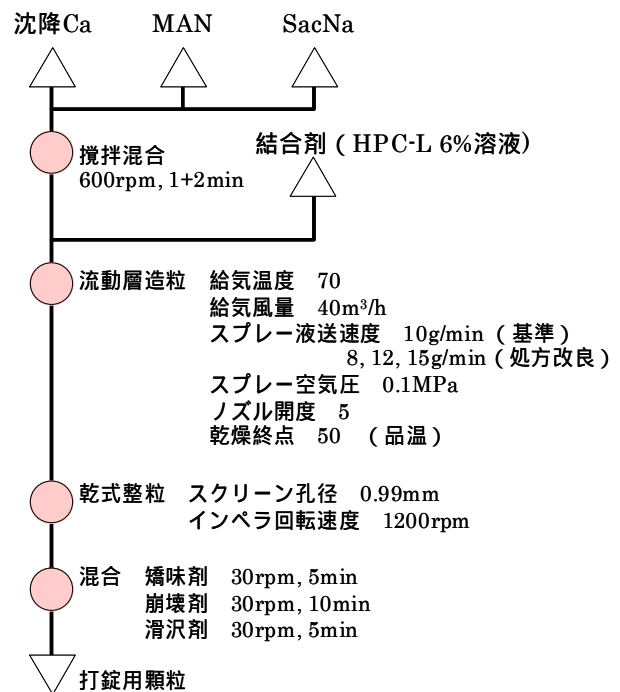 沈降Ca　MAN　SacNa
撹拌混合
600rpm, 1+2min
結合剤（HPC-L 6%溶液）
流動層造粒　給気温度　70
給気風量　40m³/h
スプレー液送速度　10g/min（基準）
8, 12, 15g/min（処方改良）
スプレー空気圧　0.1MPa
ノズル開度　5
乾燥終点　50　（品温）
乾式整粒　スクリーン孔径　0.99mm
インペラ回転速度　1200rpm
混合　矯味剤　30rpm, 5min
崩壊剤　30rpm, 10min
滑沢剤　30rpm, 5min
打錠用顆粒